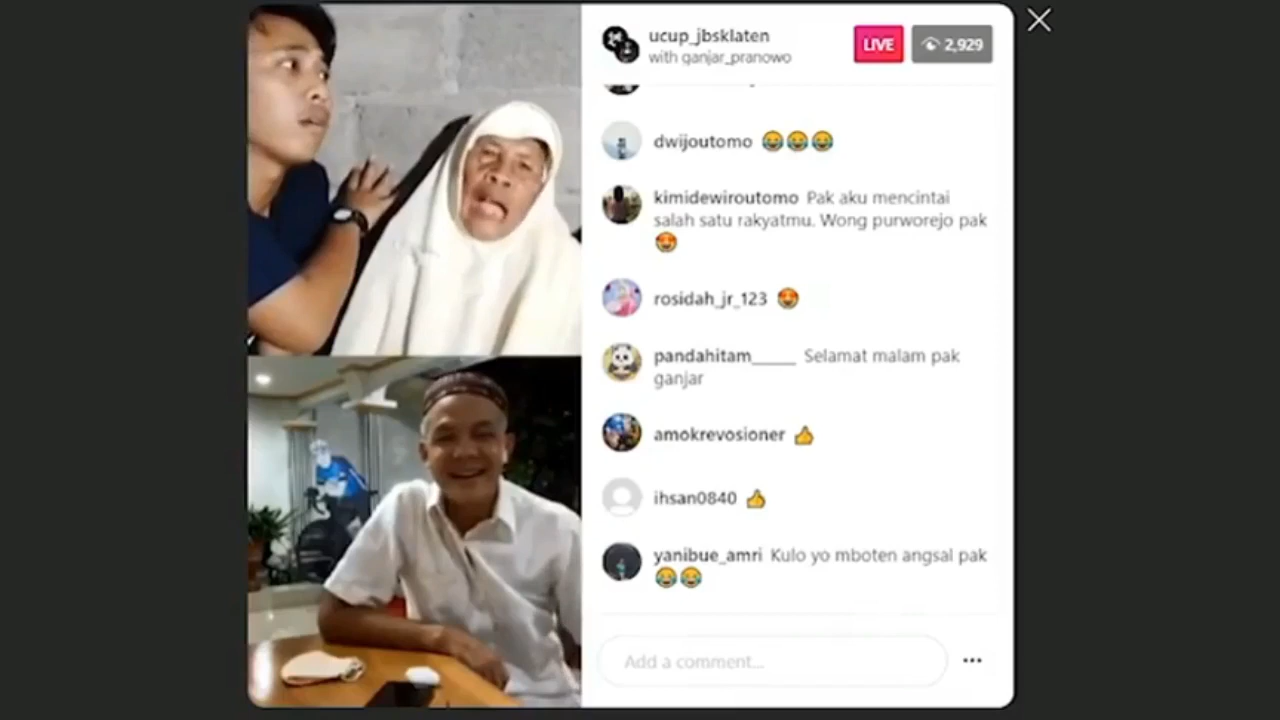 ucup_jbsklaten
with ganjar_pranowo
LIVE
2,929
dwijoutomo 😂😂😂
kimidewiroutomo Pak aku mencintai
salah satu rakyatmu. Wong purworejo pak
😍
rosidah_jr_123 😍
pandahitam_____ Selamat malam pak
ganjar
amokrevosioner 👍
ihsan0840 👍
yanibue_amri Kulo yo mboten angsal pak
😂😂
Add a comment...